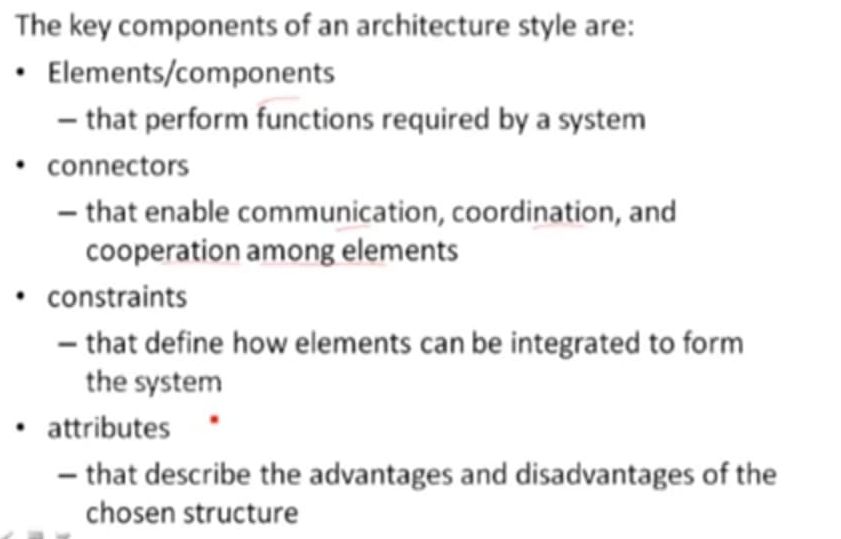 The key components of an architecture style are:
• Elements/components
– that perform functions required by a system
• connectors
– that enable communication, coordination, and
cooperation among elements
• constraints
– that define how elements can be integrated to form
the system
• attributes
– that describe the advantages and disadvantages of the
chosen structure